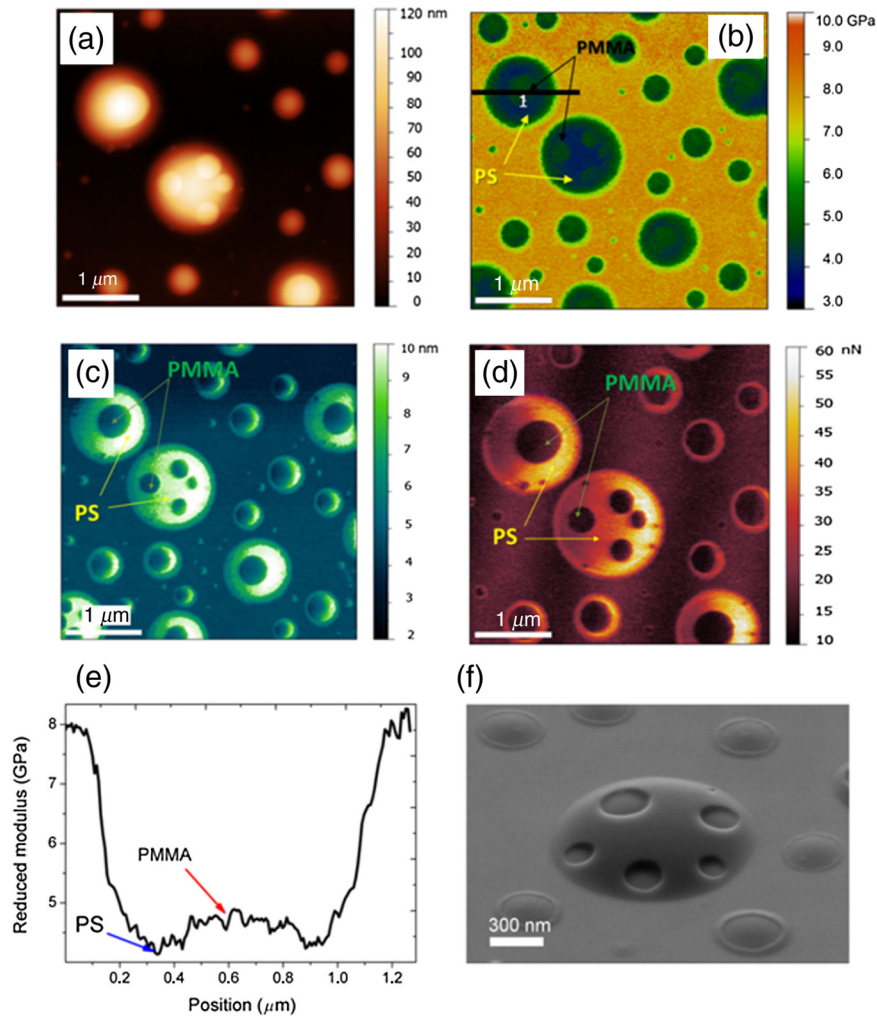 (a)
120 nm
110
100
90
80
70
60
50
40
30
20
10
0
1 μm
(b)
PMMA
1
PS
1 μm
10.0 GPa
9.0
8.0
7.0
6.0
5.0
4.0
3.0
(c)
PMMA
PS
1 μm
10 nm
9
8
7
6
5
4
3
2
(d)
PMMA
PS
1 μm
60 nN
55
50
45
40
35
30
25
20
15
10
(e)
Reduced modulus (GPa)
8
7
6
5
PMMA
PS
0.2 0.4 0.6 0.8 1.0 1.2
Position (μm)
(f)
300 nm